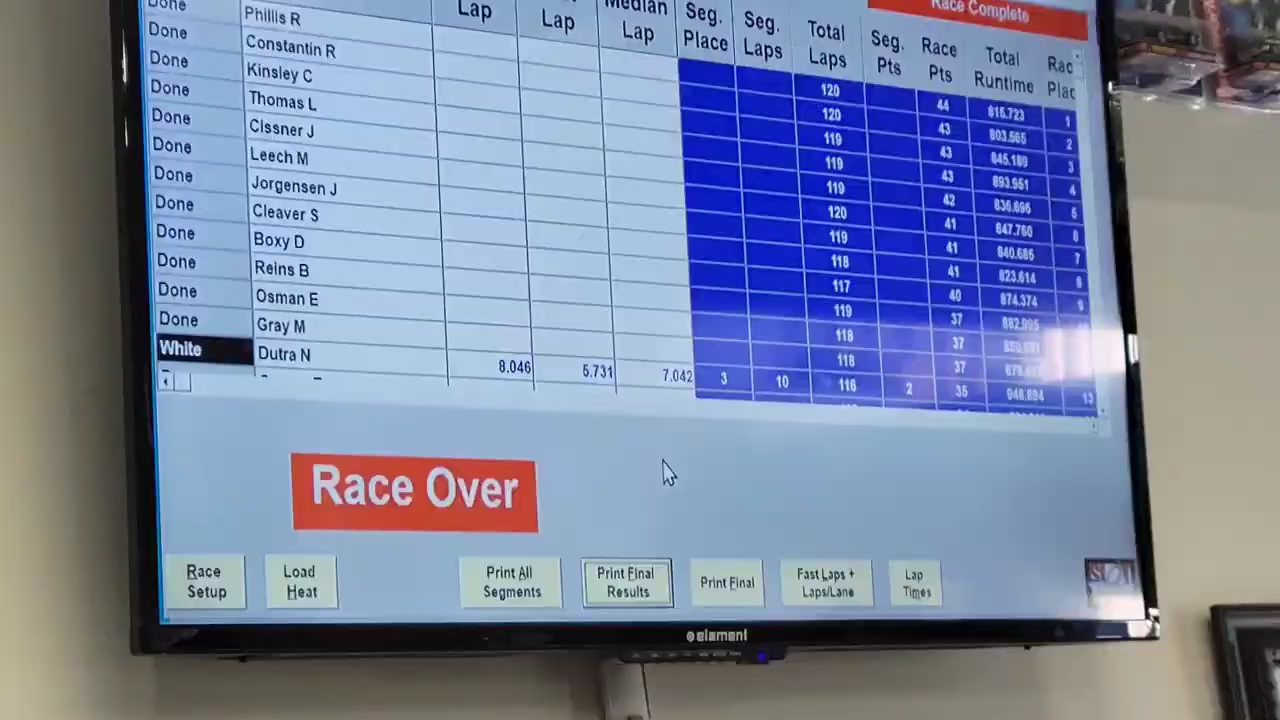 Race Complete
Lap Lap Median Lap Seg. Place Seg. Laps Total Laps Seg. Pts Race Pts Total Runtime
Done Phillis R 120 44 815.723 1
Done Constantin R 120 43 803.565 2
Done Kinsley C 119 43 845.189 3
Done Thomas L 119 43 893.951 4
Done Cissner J 119 42 836.696 5
Done Leech M 120 41 847.760 6
Done Jorgensen J 119 41 840.685 7
Done Cleaver S 118 41 823.614 8
Done Boxy D 117 40 874.374 9
Done Reins B 119 37 882.995
Done Osman E 118 37
Done Gray M 118 37
White Dutra N 8.046 5.731 7.042 3 10 116 2 35 946.894 13
Race Over
Race Setup
Load Heat
Print All Segments
Print Final Results
Print Final
Fast Laps + Laps/Lane
Lap Times
element